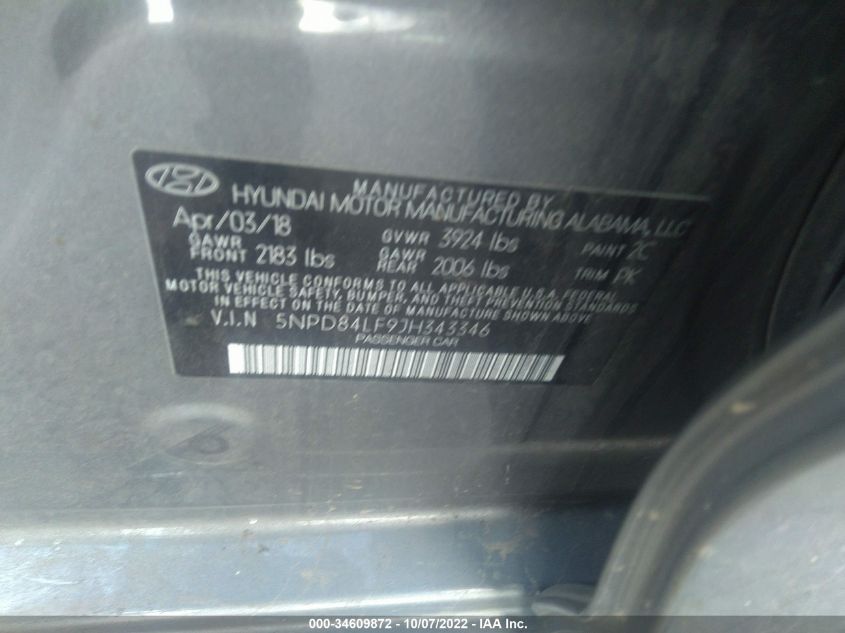 MANUFACTURED BY
HYUNDAI MOTOR MANUFACTURING ALABAMA, LLC
Apr/03/18 GVWR 3924 lbs PAINT 2C
GAWR FRONT 2183 lbs GAWR REAR 2006 lbs TRIM PK
THIS VEHICLE CONFORMS TO ALL APPLICABLE U.S. FEDERAL
MOTOR VEHICLE SAFETY, BUMPER, AND THEFT PREVENTION STANDARDS
IN EFFECT ON THE DATE OF MANUFACTURE SHOWN ABOVE.
V.I.N 5NPD84LF9JH343346
PASSENGER CAR
000-34609872 - 10/07/2022 - IAA Inc.